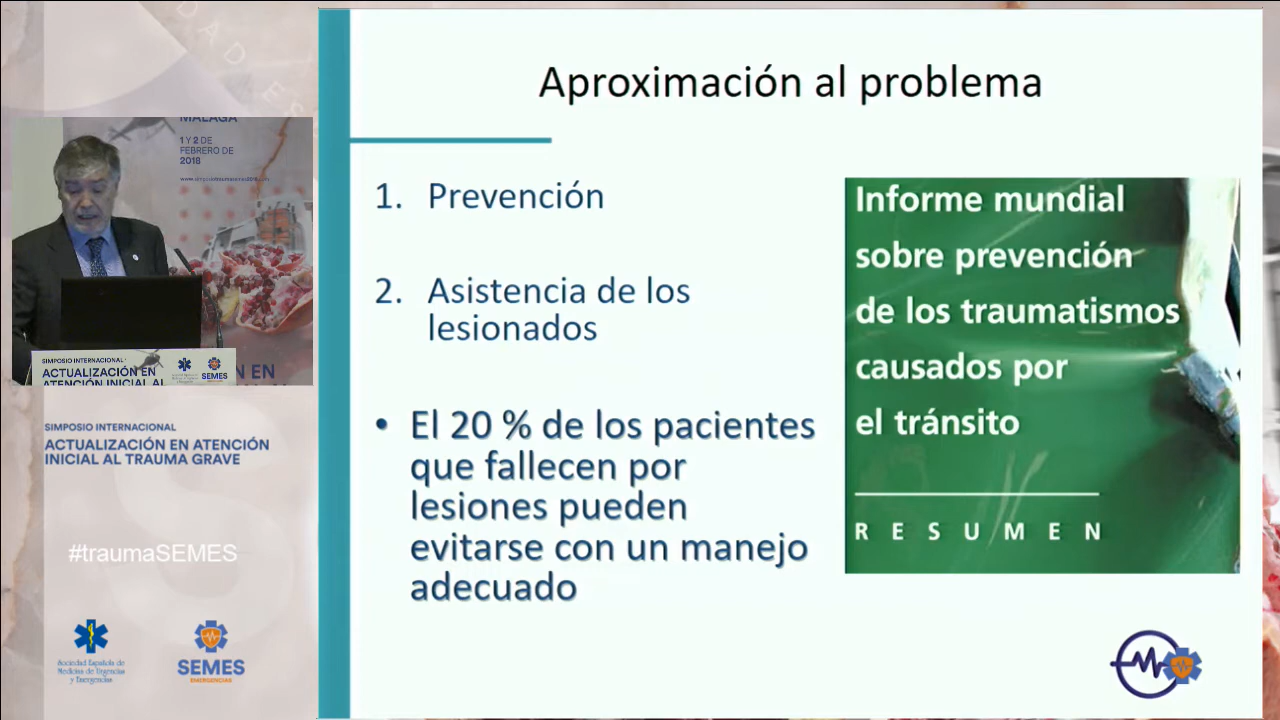 Aproximación al problema
1. Prevención
2. Asistencia de los
lesionados
• El 20 % de los pacientes
que fallecen por
lesiones pueden
evitarse con un manejo
adecuado
Informe mundial
sobre prevención
de los traumatismos
causados por
el tránsito
RESUMEN
MÁLAGA
1 Y 2 DE
FEBRERO DE
2018
SIMPOSIO INTERNACIONAL
ACTUALIZACIÓN EN
ATENCIÓN INICIAL AL
SEMES
EN
SIMPOSIO INTERNACIONAL
ACTUALIZACIÓN EN ATENCIÓN
INICIAL AL TRAUMA GRAVE
#traumaSEMES
Sociedad Española de
Medicina de Urgencias
y Emergencias
SEMES
EMERGENCIAS